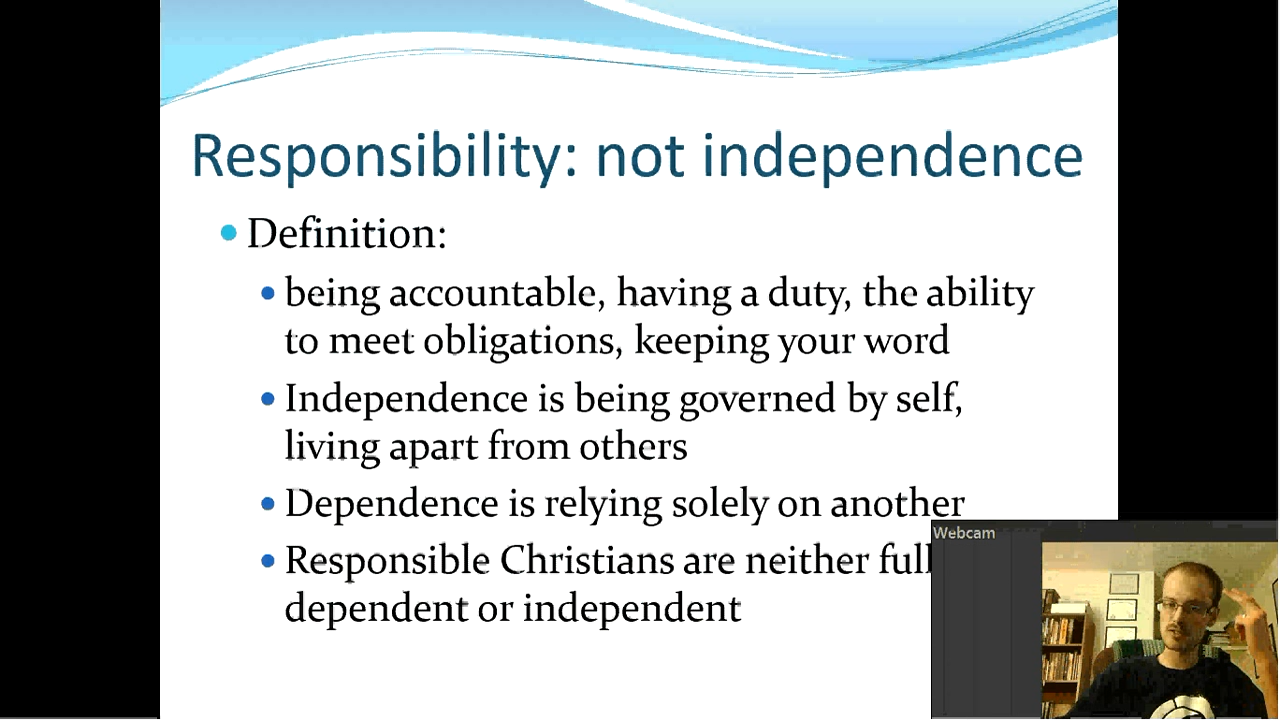 Responsibility: not independence
Definition:
being accountable, having a duty, the ability
to meet obligations, keeping your word
Independence is being governed by self,
living apart from others
Dependence is relying solely on another
Responsible Christians are neither full
dependent or independent
Webcam